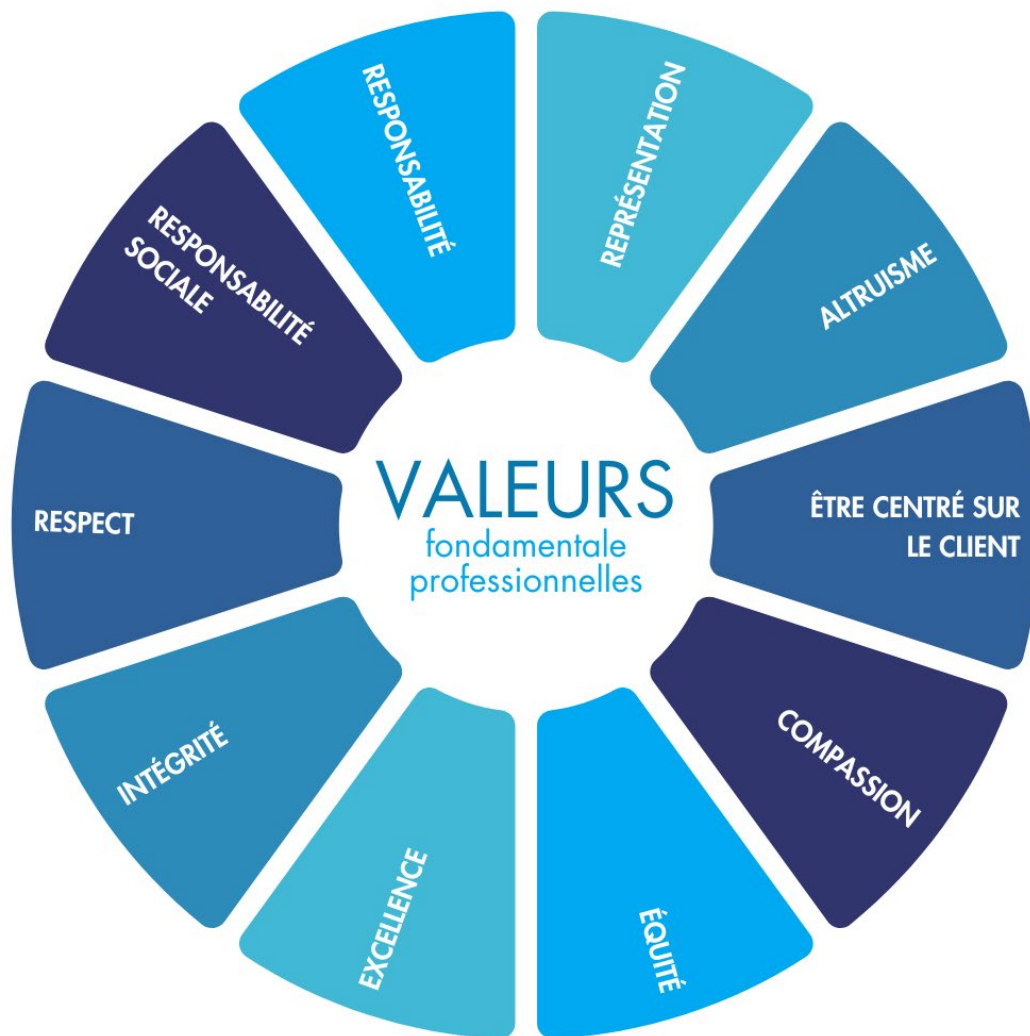 VALEURS
fondamentale
professionnelles
REPRÉSENTATION
ALTRUISME
ÊTRE CENTRÉ SUR
LE CLIENT
COMPASSION
ÉQUITÉ
EXCELLENCE
INTÉGRITÉ
RESPECT
RESPONSABILITÉ
SOCIALE
RESPONSABILITÉ